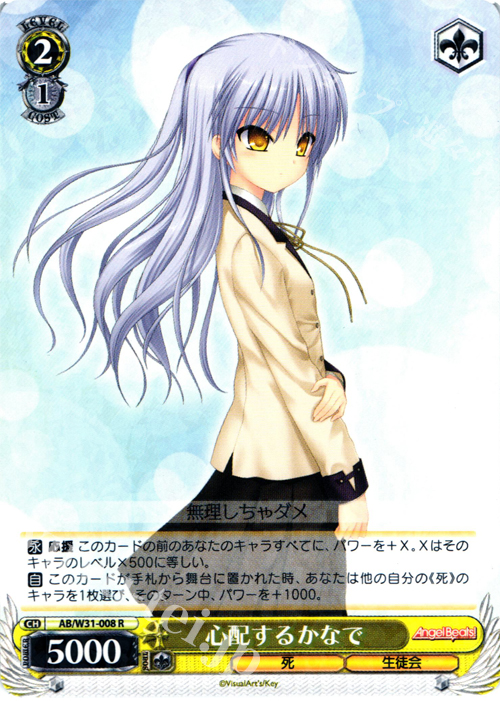 LEVEL
2
1
COST
無理しちゃダメ
永 応援 このカードの前のあなたのキャラすべてに、パワーを+X。Xはそ
のキャラのレベル×500に等しい。
自 このカードが手札から舞台に置かれた時、あなたは他の自分の《死》の
キャラを1枚選び、そのターン中、パワーを+1000。
CH AB/W31-008 R
心配するかなで
Angel Beats!
POWER 5000 SOUL
死 生徒会
©VisualArt's/Key